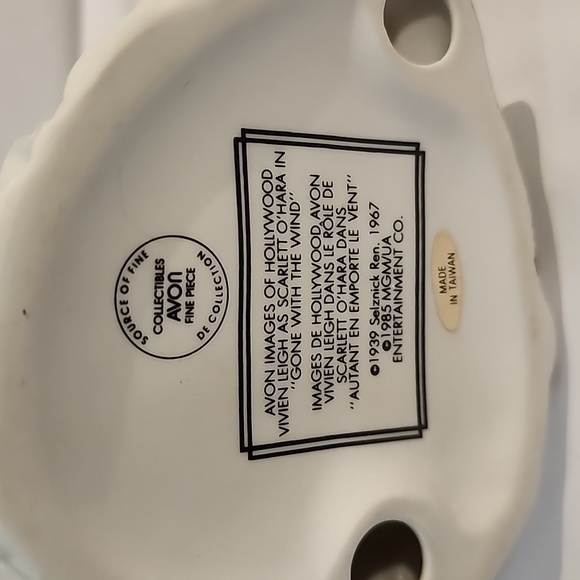 SOURCE OF FINE
COLLECTIBLES
AVON
FINE PIECE
DE COLLECTION
AVON IMAGES OF HOLLYWOOD
VIVIEN LEIGH AS SCARLETT O'HARA IN
"GONE WITH THE WIND"
IMAGES DE HOLLYWOOD AVON
VIVIEN LEIGH DANS LE RÔLE DE
SCARLETT O'HARA DANS
"AUTANT EN EMPORTE LE VENT"
©1939 Selznick Ren. 1967
©1985 MGM/UA
ENTERTAINMENT CO.
MADE
IN TAIWAN